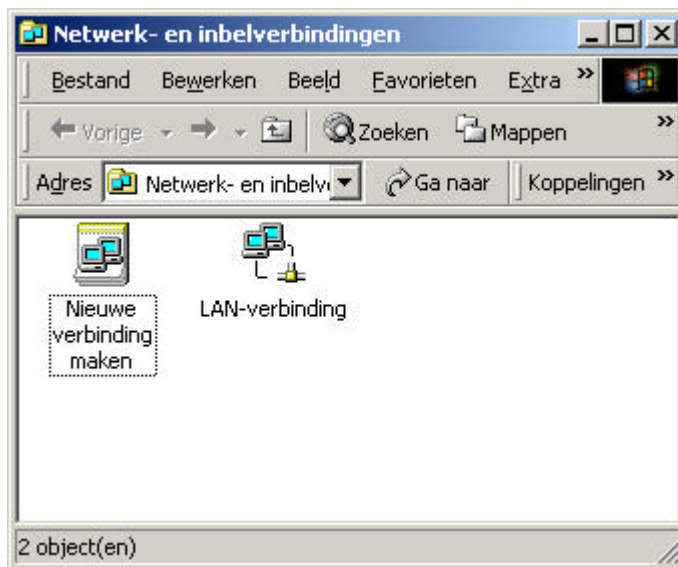 Netwerk- en inbelverbindingen
Bestand Bewerken Beeld Favorieten Extra »
Vorige Zoeken Mappen »
Adres Netwerk- en inbelv Ga naar Koppelingen »
Nieuwe
verbinding
maken
LAN-verbinding
2 object(en)